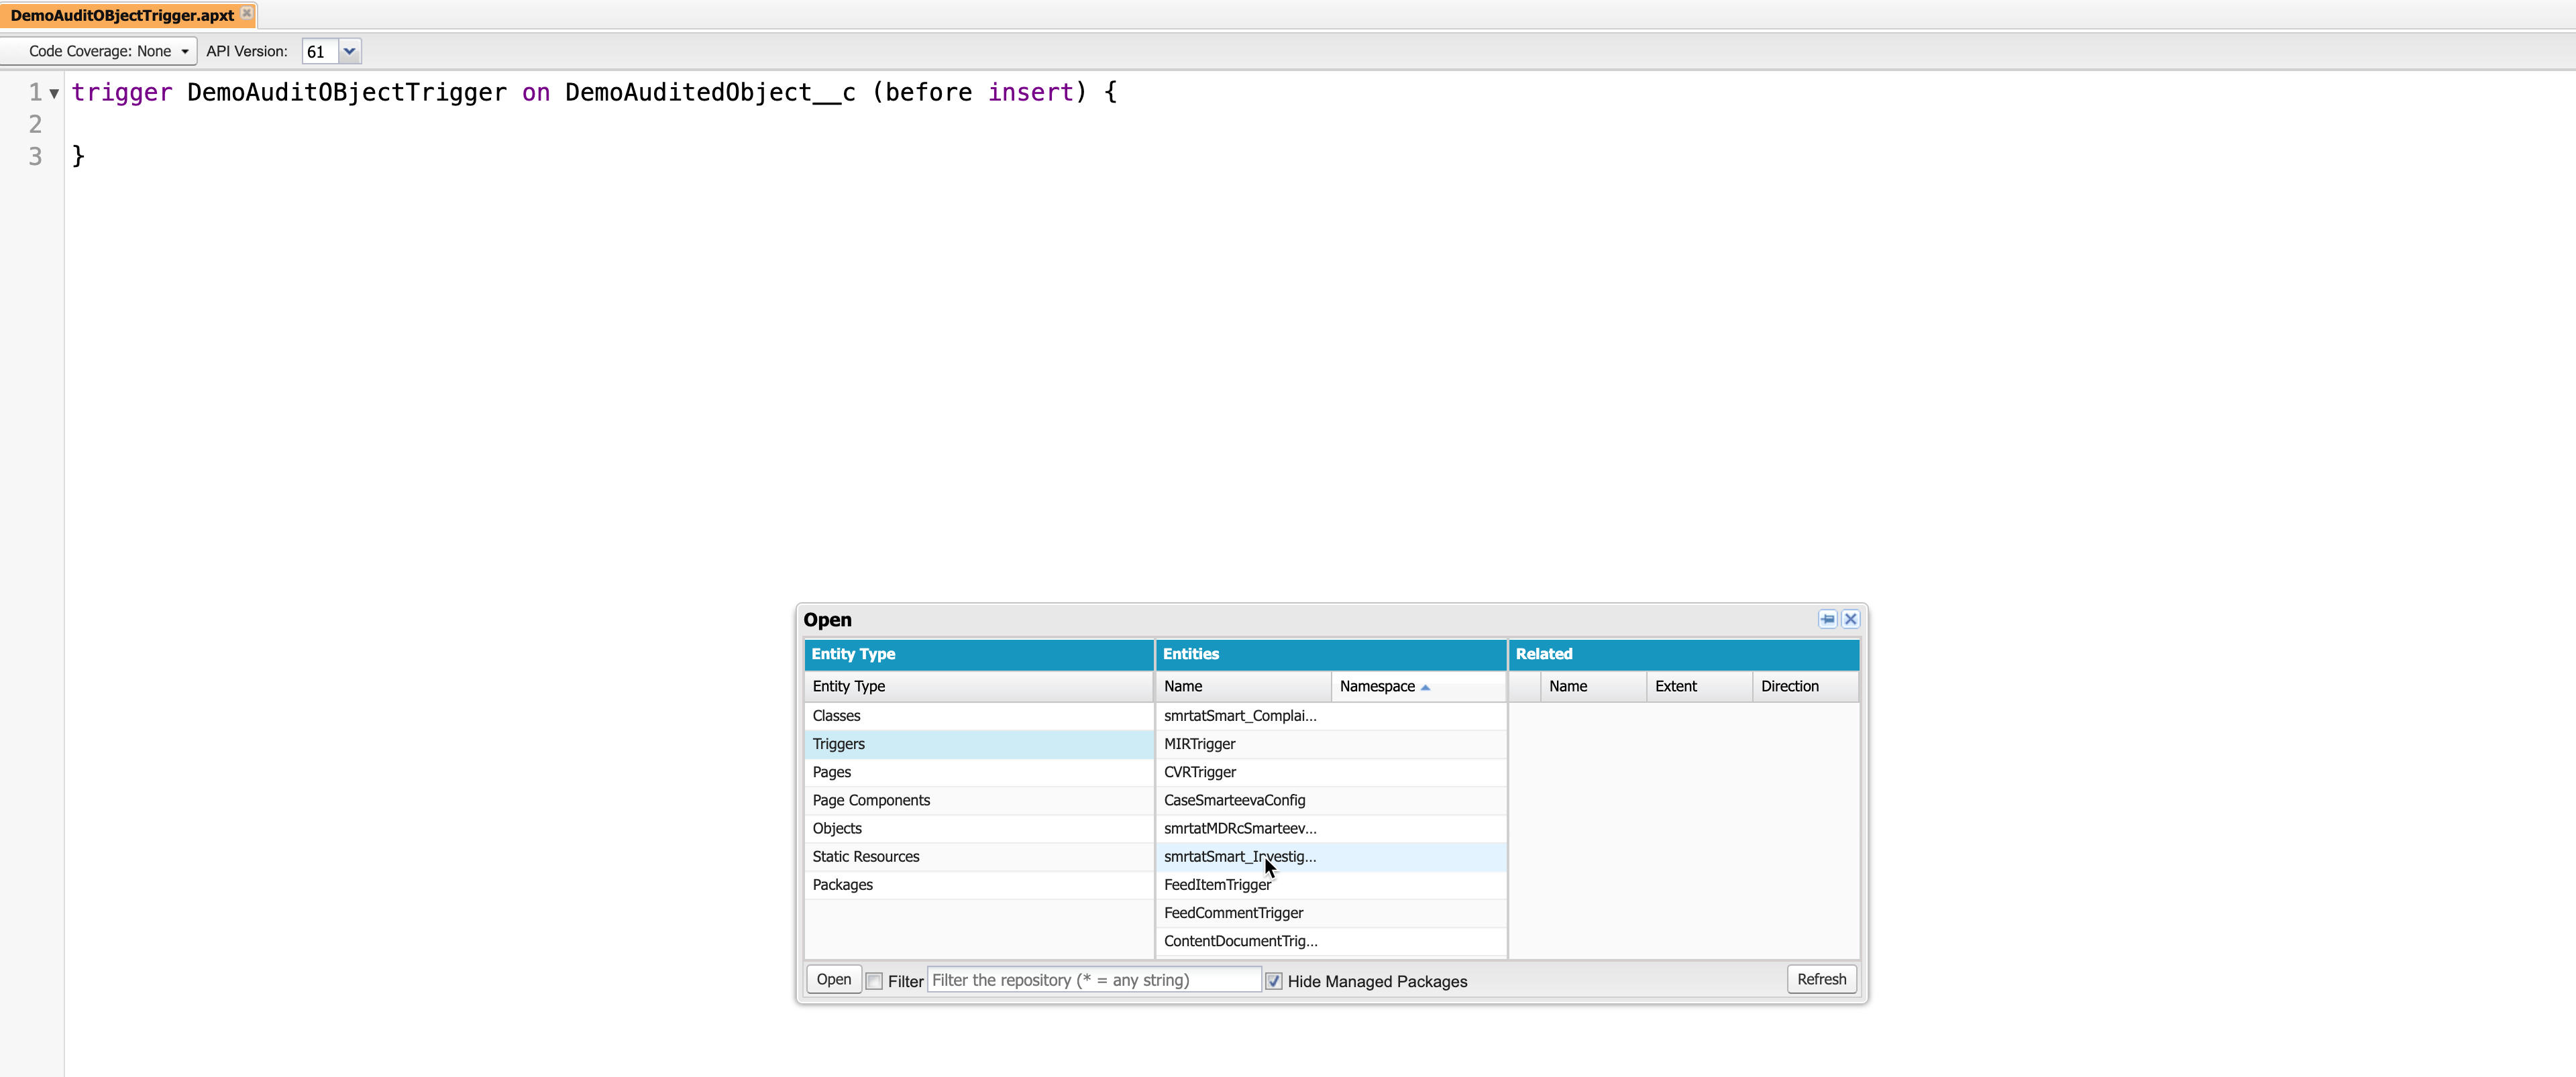 DemoAuditOBjectTrigger.apxt
Code Coverage: None API Version: 61
1 trigger DemoAuditOBjectTrigger on DemoAuditedObject__c (before insert) {
2
3 }
Open
Entity Type Entities Related
Entity Type Name Namespace Name Extent Direction
Classes smrtatSmart_Complai...
Triggers MIRTrigger
Pages CVRTrigger
Page Components CaseSmarteevaConfig
Objects smrtatMDRcSmarteev...
Static Resources smrtatSmart_Investig...
Packages FeedItemTrigger
FeedCommentTrigger
ContentDocumentTrig...
Open Filter Filter the repository (* = any string) Hide Managed Packages Refresh